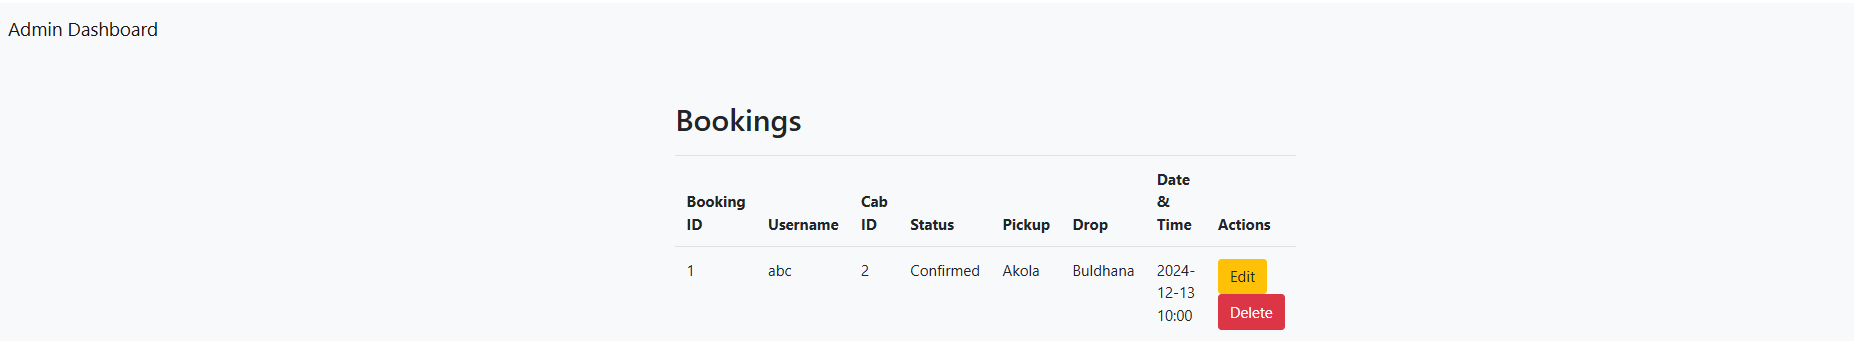 Admin Dashboard
Bookings
Booking ID Username Cab ID Status Pickup Drop Date & Time Actions
1 abc 2 Confirmed Akola Buldhana 2024-12-13 10:00 Edit
Delete